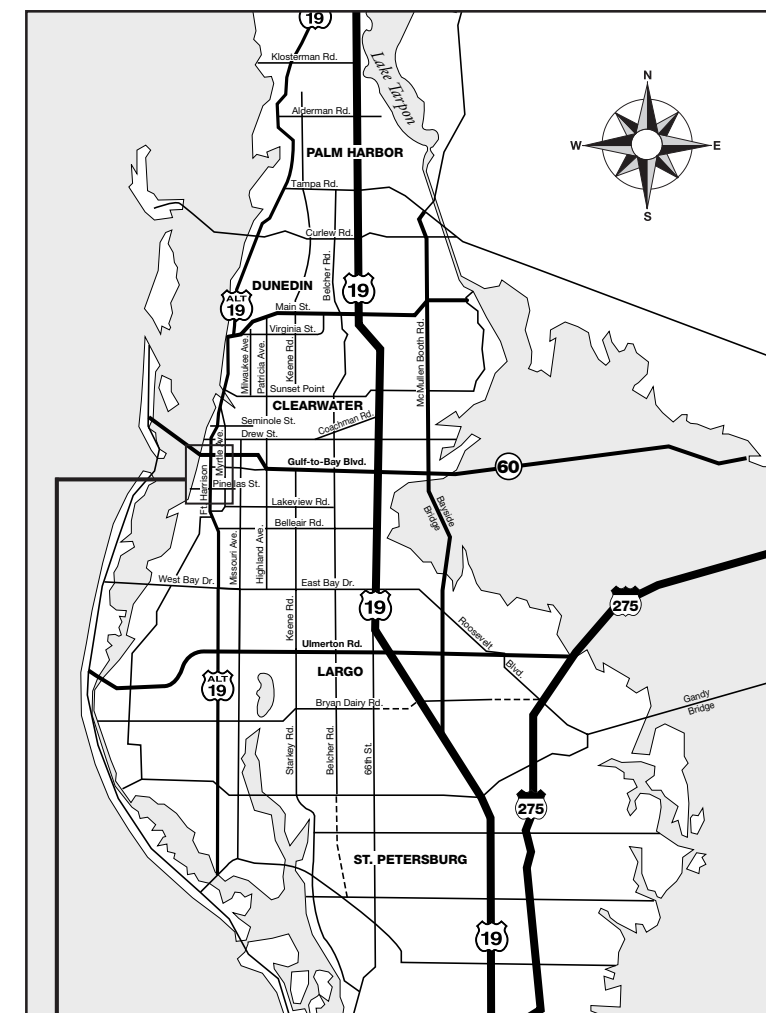 19
Klosterman Rd.
Lake Tarpon
N
W
E
S
Alderman Rd.
PALM HARBOR
Tampa Rd.
Curlew Rd.
Belcher Rd.
DUNEDIN
19
ALT
19
Main St.
Virginia St.
Milwaukee Ave.
Patricia Ave.
Keene Rd.
McMullen Booth Rd.
Sunset Point
CLEARWATER
Seminole St.
Coachman Rd.
Drew St.
Myrtle Ave.
Gulf-to-Bay Blvd.
60
Ft. Harrison
Pinellas St.
Lakeview Rd.
Bayside
Bridge
Belleair Rd.
Missouri Ave.
Highland Ave.
West Bay Dr.
East Bay Dr.
19
275
Keene Rd.
Roosevelt
Blvd.
Ulmerton Rd.
LARGO
ALT
19
Bryan Dairy Rd.
Gandy
Bridge
Starkey Rd.
Belcher Rd.
66th St.
275
ST. PETERSBURG
19